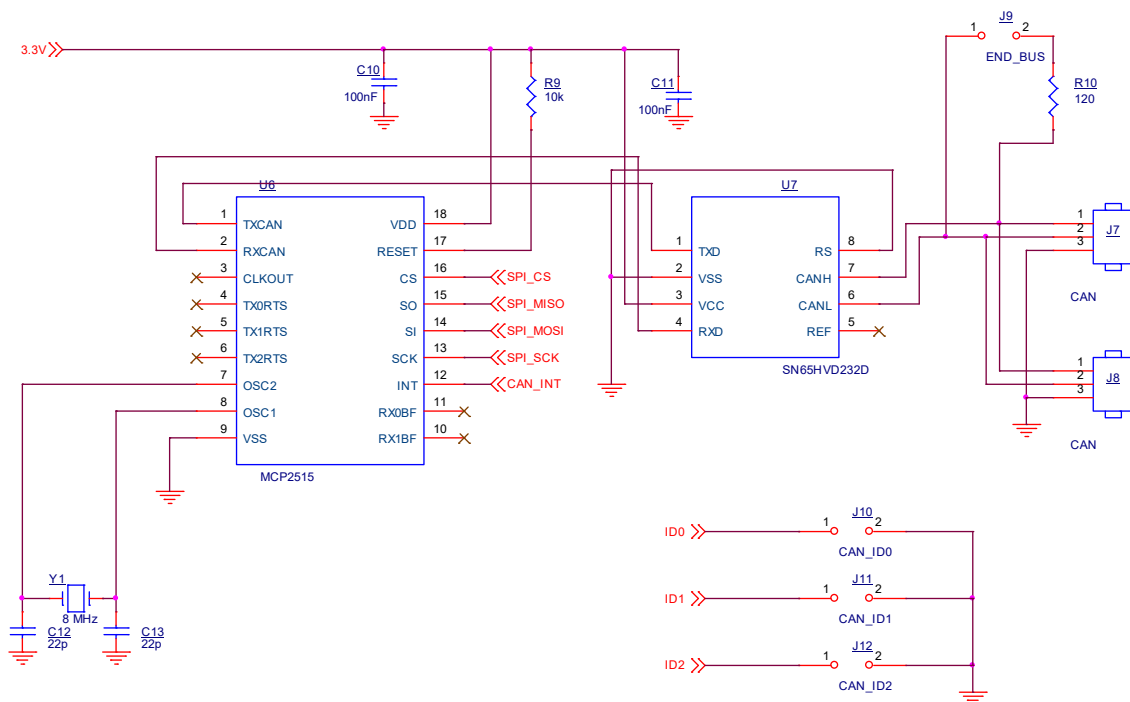 3.3V
C10
100nF
R9
10k
C11
100nF
J9
1 2
END_BUS
R10
120
U6
1 TXCAN
2 RXCAN
3 CLKOUT
4 TX0RTS
5 TX1RTS
6 TX2RTS
7 OSC2
8 OSC1
9 VSS
VDD 18
RESET 17
CS 16 SPI_CS
SO 15 SPI_MISO
SI 14 SPI_MOSI
SCK 13 SPI_SCK
INT 12 CAN_INT
RX0BF 11
RX1BF 10
MCP2515
U7
1 TXD
2 VSS
3 VCC
4 RXD
RS 8
CANH 7
CANL 6
REF 5
SN65HVD232D
1
2
3
J7
CAN
1
2
3
J8
CAN
Y1
8 MHz
C12
22p
C13
22p
ID0 1 J10 2
CAN_ID0
ID1 1 J11 2
CAN_ID1
ID2 1 J12 2
CAN_ID2